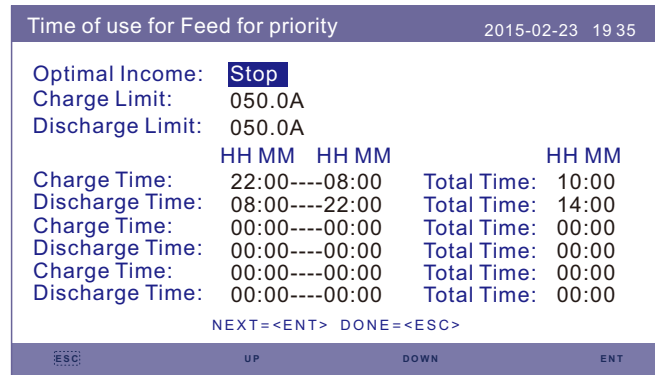 Time of use for Feed for priority 2015-02-23 19 35
Optimal Income: Stop
Charge Limit: 050.0A
Discharge Limit: 050.0A
HH MM HH MM HH MM
Charge Time: 22:00----08:00 Total Time: 10:00
Discharge Time: 08:00----22:00 Total Time: 14:00
Charge Time: 00:00----00:00 Total Time: 00:00
Discharge Time: 00:00----00:00 Total Time: 00:00
Charge Time: 00:00----00:00 Total Time: 00:00
Discharge Time: 00:00----00:00 Total Time: 00:00
NEXT=<ENT> DONE=<ESC>
ESC UP DOWN ENT